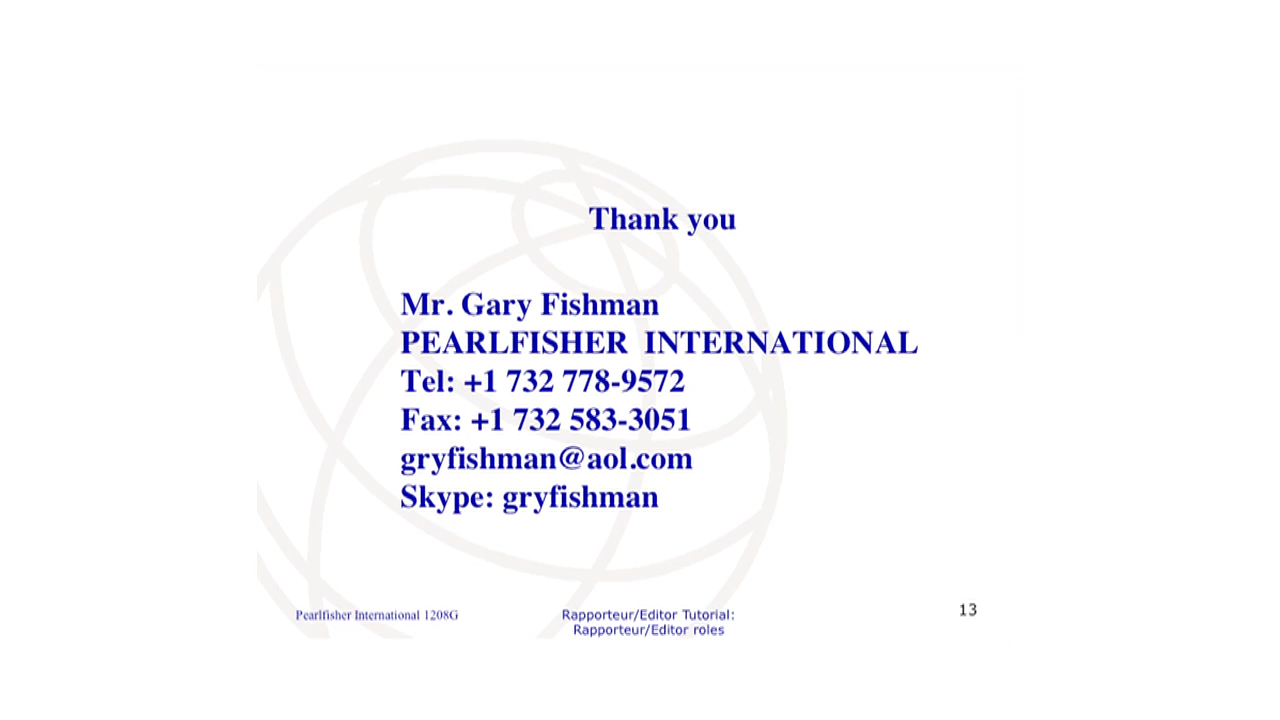 Thank you
Mr. Gary Fishman
PEARLFISHER INTERNATIONAL
Tel: +1 732 778-9572
Fax: +1 732 583-3051
gryfishman@aol.com
Skype: gryfishman
Pearlfisher International 1208G
Rapporteur/Editor Tutorial:
Rapporteur/Editor roles
13